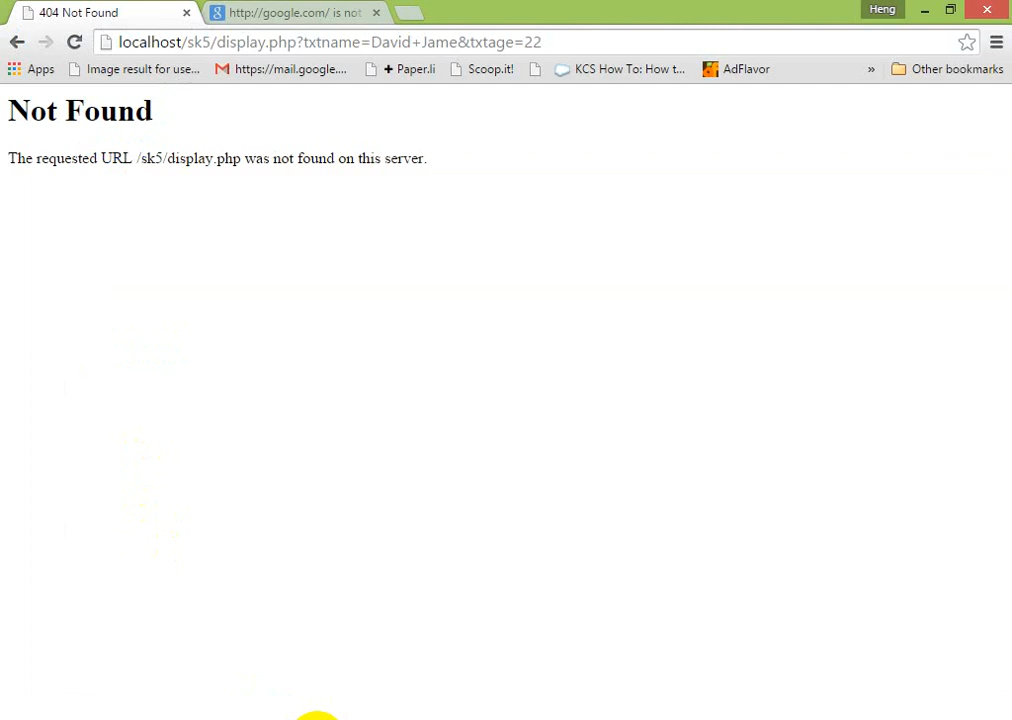 404 Not Found
http://google.com/ is not
Heng
localhost/sk5/display.php?txtname=David+Jame&txtage=22
Apps
Image result for use...
https://mail.google....
+ Paper.li
Scoop.it!
KCS How To: How t...
AdFlavor
»
Other bookmarks
Not Found
The requested URL /sk5/display.php was not found on this server.